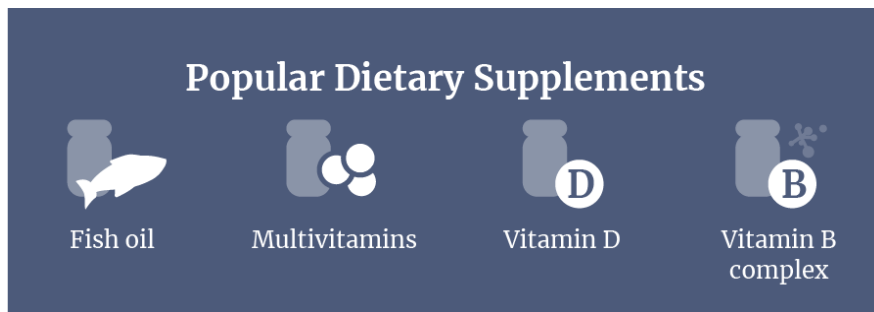 Popular Dietary Supplements
D
B
Fish oil
Multivitamins
Vitamin D
Vitamin B
complex